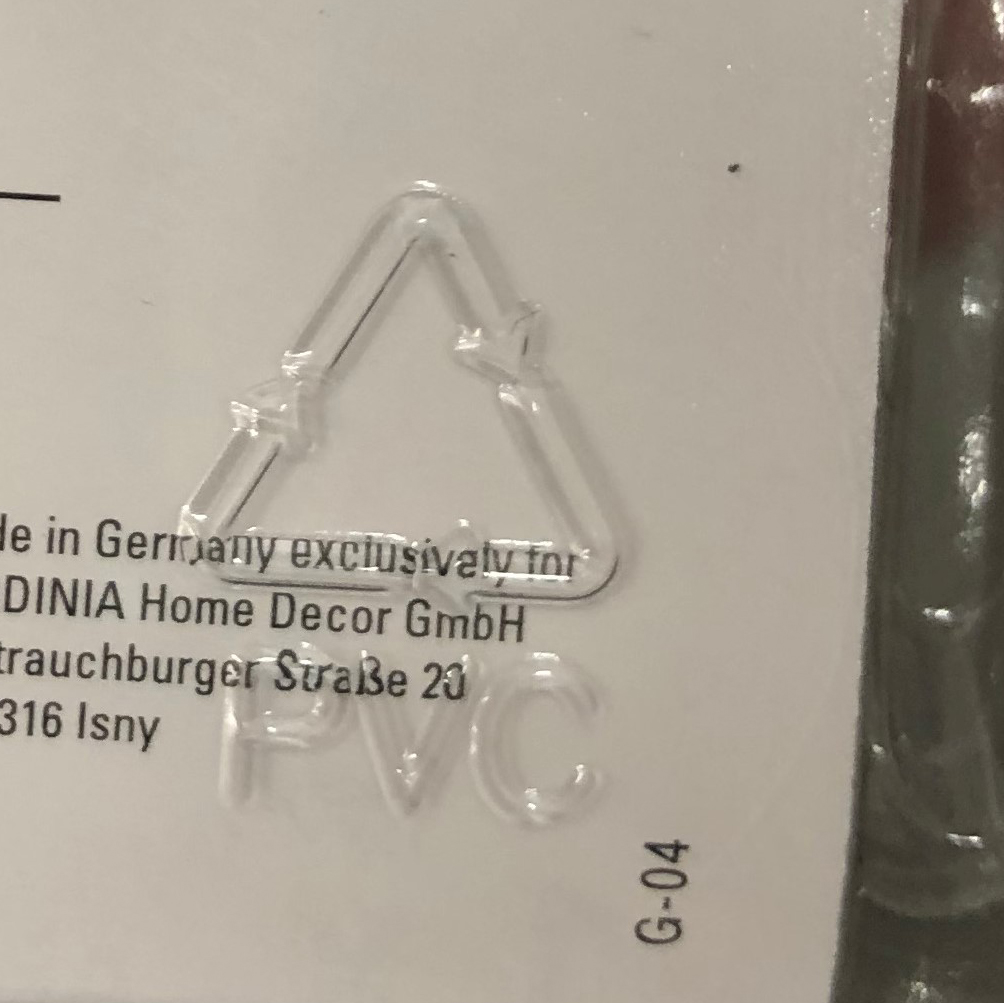 de in Germany exclusively for
DINIA Home Decor GmbH
trauchburger Straße 20
316 Isny
PVC
G-04